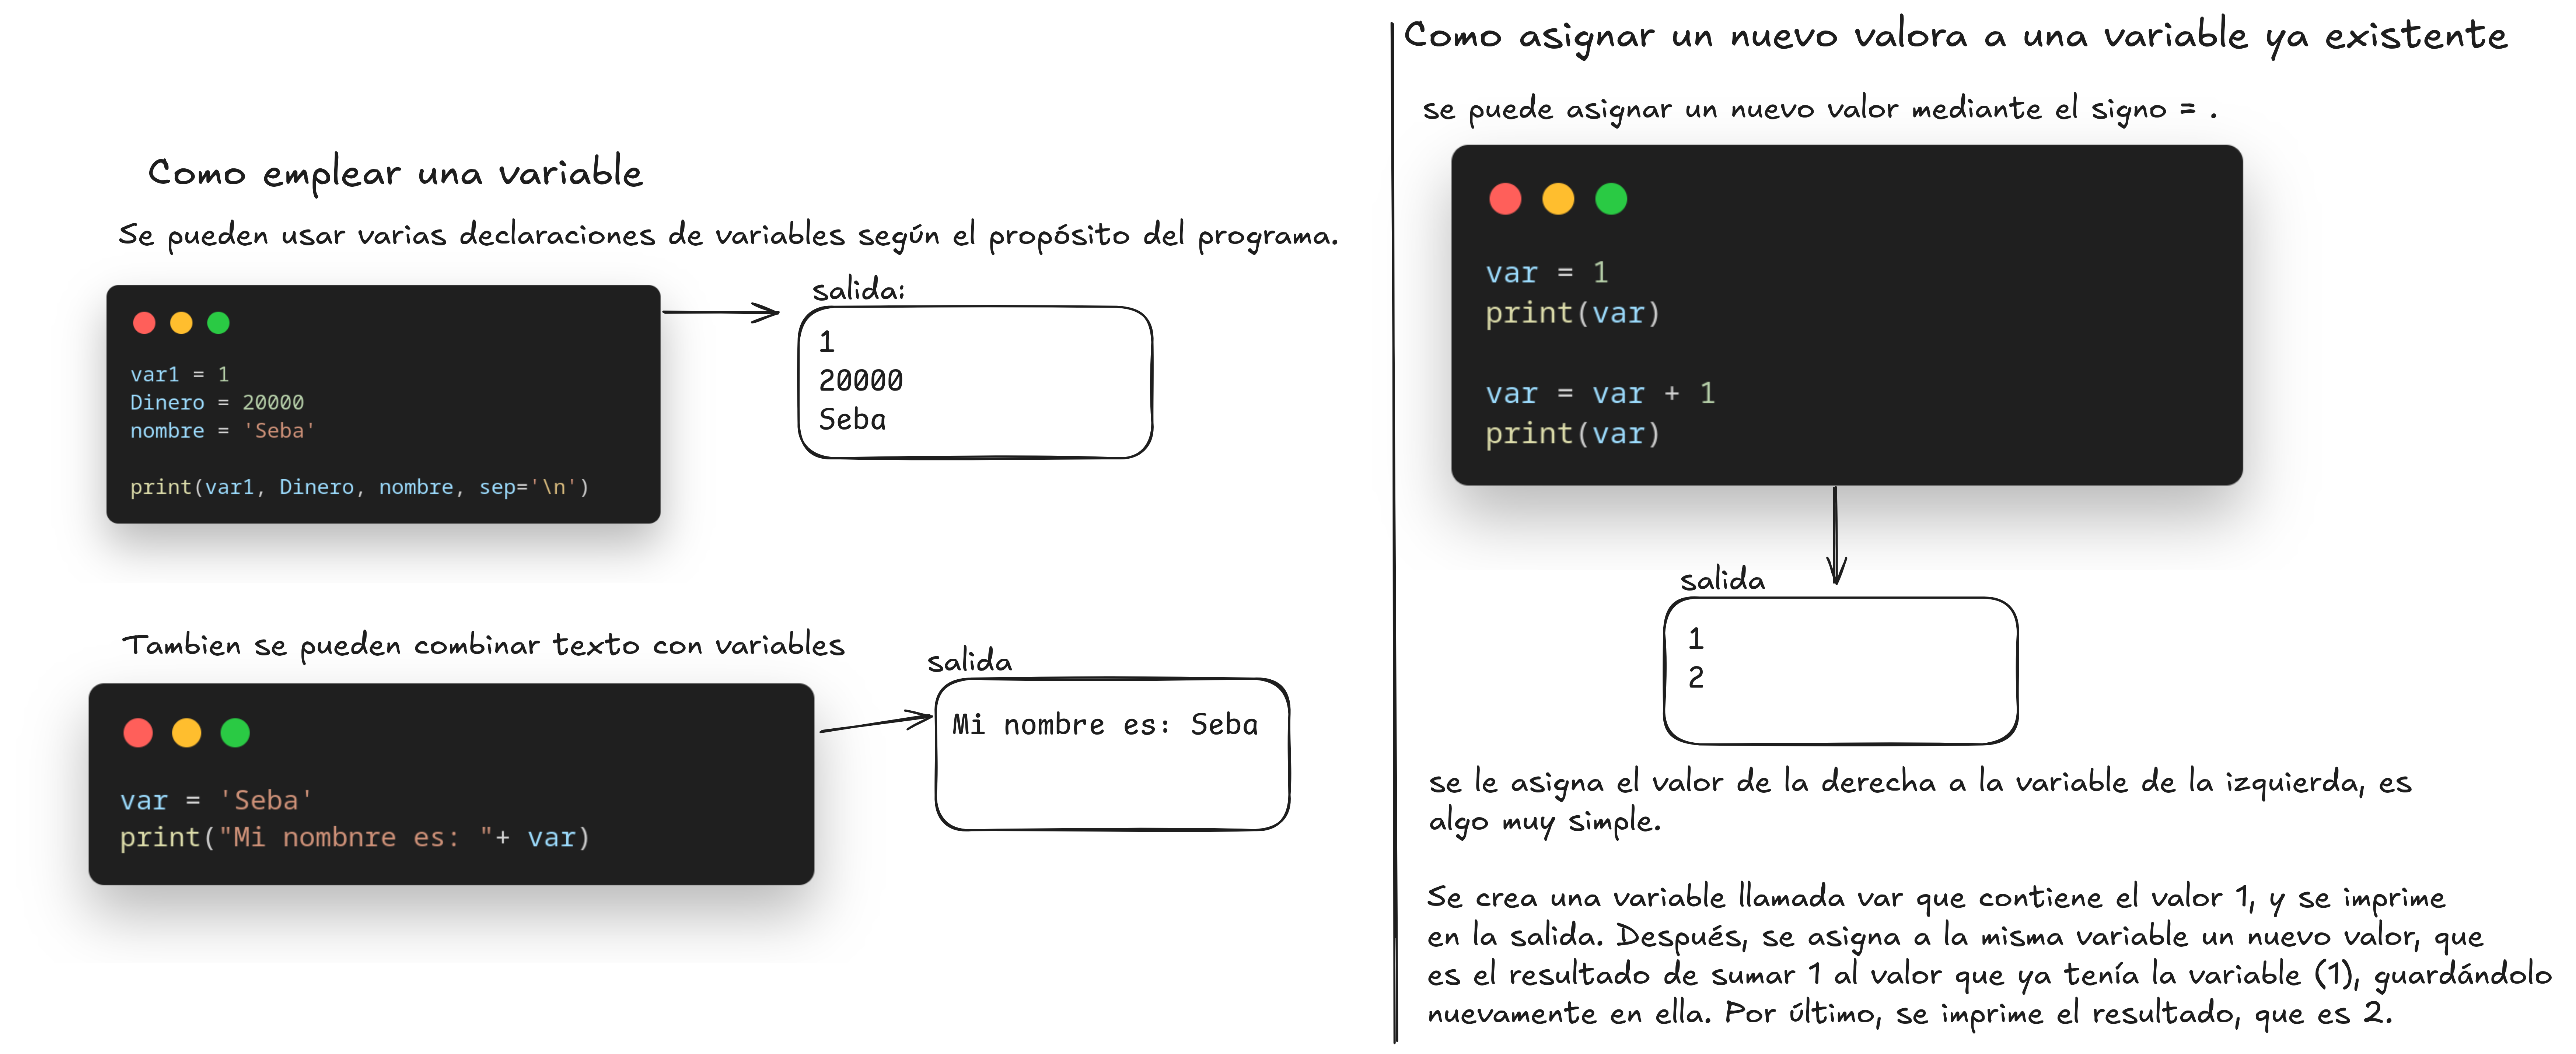 Como emplear una variable
Se pueden usar varias declaraciones de variables según el propósito del programa.
var1 = 1
Dinero = 20000
nombre = 'Seba'
print(var1, Dinero, nombre, sep='\n')
salida:
1
20000
Seba
Tambien se pueden combinar texto con variables
var = 'Seba'
print("Mi nombnre es: "+ var)
salida
Mi nombre es: Seba
Como asignar un nuevo valora a una variable ya existente
se puede asignar un nuevo valor mediante el signo = .
var = 1
print(var)
var = var + 1
print(var)
salida
1
2
se le asigna el valor de la derecha a la variable de la izquierda, es
algo muy simple.
Se crea una variable llamada var que contiene el valor 1, y se imprime
en la salida. Después, se asigna a la misma variable un nuevo valor, que
es el resultado de sumar 1 al valor que ya tenía la variable (1), guardándolo
nuevamente en ella. Por último, se imprime el resultado, que es 2.